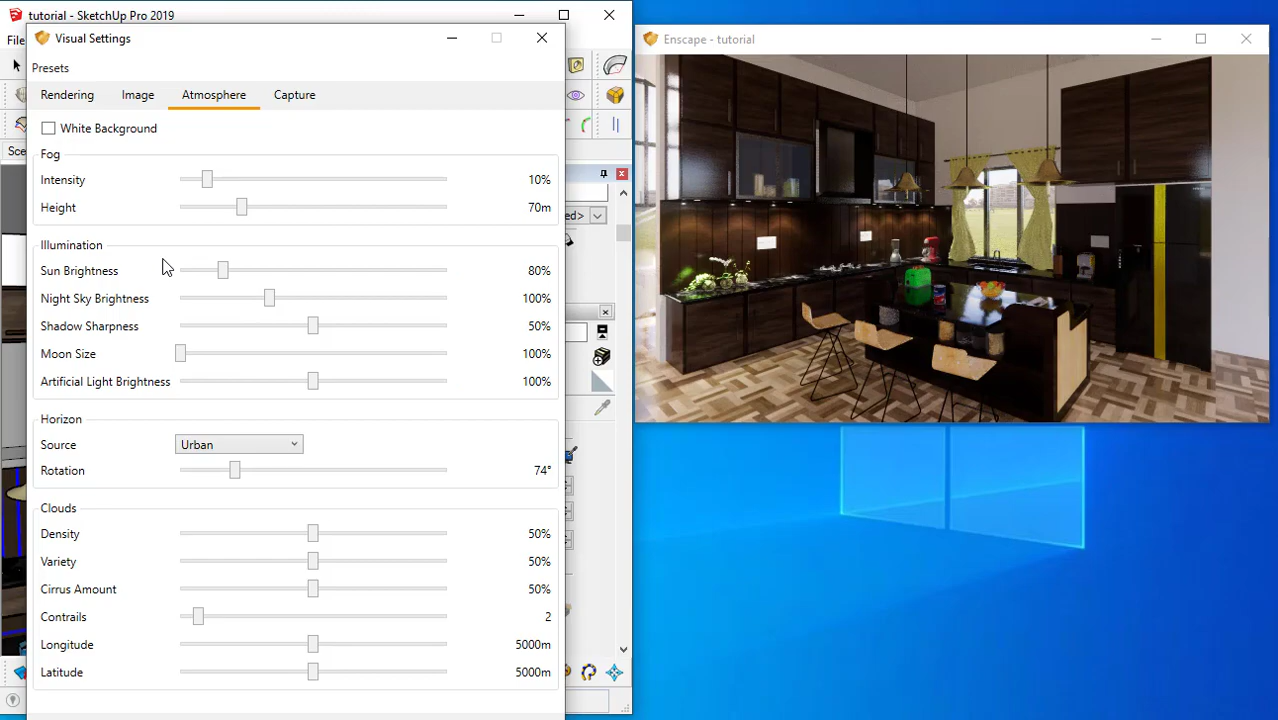 tutorial - SketchUp Pro 2019
File
Visual Settings
Presets
Rendering Image Atmosphere Capture
White Background
Fog
Intensity 10%
Height 70m
Illumination
Sun Brightness 80%
Night Sky Brightness 100%
Shadow Sharpness 50%
Moon Size 100%
Artificial Light Brightness 100%
Horizon
Source Urban
Rotation 74°
Clouds
Density 50%
Variety 50%
Cirrus Amount 50%
Contrails 2
Longitude 5000m
Latitude 5000m
Sce
ed>
Enscape - tutorial